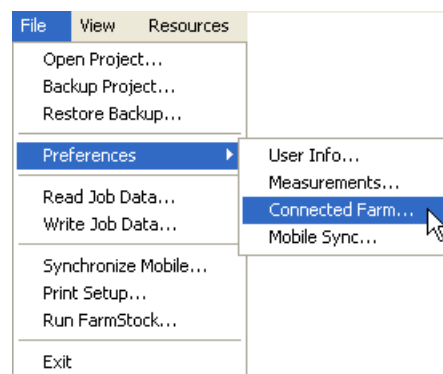 File View Resources
Open Project...
Backup Project...
Restore Backup...
Preferences
User Info...
Measurements...
Connected Farm...
Mobile Sync...
Read Job Data...
Write Job Data...
Synchronize Mobile...
Print Setup...
Run FarmStock...
Exit